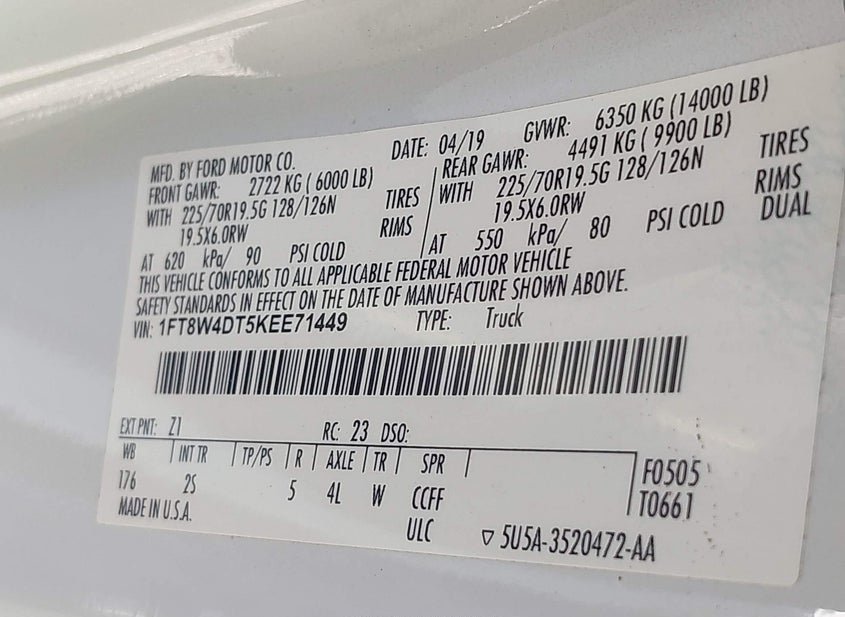 MFD. BY FORD MOTOR CO. DATE: 04/19 GVWR: 6350 KG (14000 LB)
FRONT GAWR: 2722 KG ( 6000 LB) REAR GAWR: 4491 KG ( 9900 LB)
WITH 225/70R19.5G 128/126N TIRES WITH 225/70R19.5G 128/126N TIRES
19.5X6.0RW RIMS 19.5X6.0RW RIMS
AT 620 kPa/ 90 PSI COLD AT 550 kPa/ 80 PSI COLD DUAL
THIS VEHICLE CONFORMS TO ALL APPLICABLE FEDERAL MOTOR VEHICLE
SAFETY STANDARDS IN EFFECT ON THE DATE OF MANUFACTURE SHOWN ABOVE.
VIN: 1FT8W4DT5KEE71449 TYPE: Truck
EXT PNT: Z1 RC: 23 DSO:
WB INT TR TP/PS R AXLE TR SPR F0505
176 2S 5 4L W CCFF T0661
MADE IN U.S.A. ULC ▽ 5U5A-3520472-AA